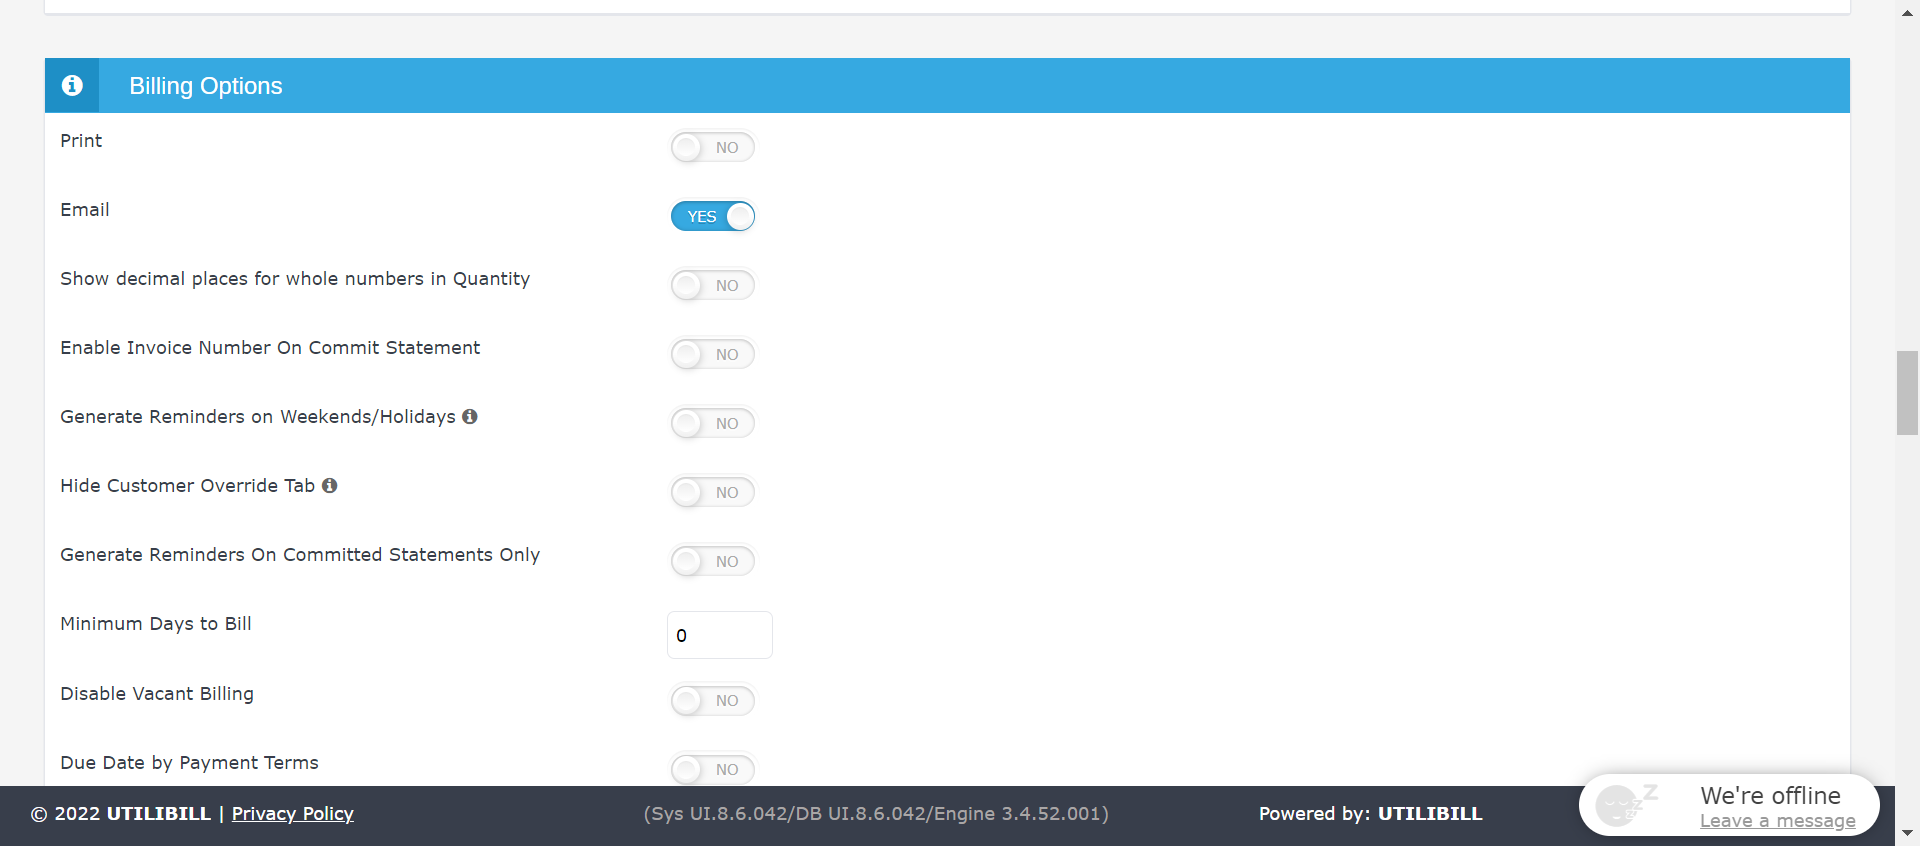 Billing Options
Print NO
Email YES
Show decimal places for whole numbers in Quantity NO
Enable Invoice Number On Commit Statement NO
Generate Reminders on Weekends/Holidays NO
Hide Customer Override Tab NO
Generate Reminders On Committed Statements Only NO
Minimum Days to Bill 0
Disable Vacant Billing NO
Due Date by Payment Terms NO
© 2022 UTILIBILL | Privacy Policy (Sys UI.8.6.042/DB UI.8.6.042/Engine 3.4.52.001) Powered by: UTILIBILL
We're offline
Leave a message